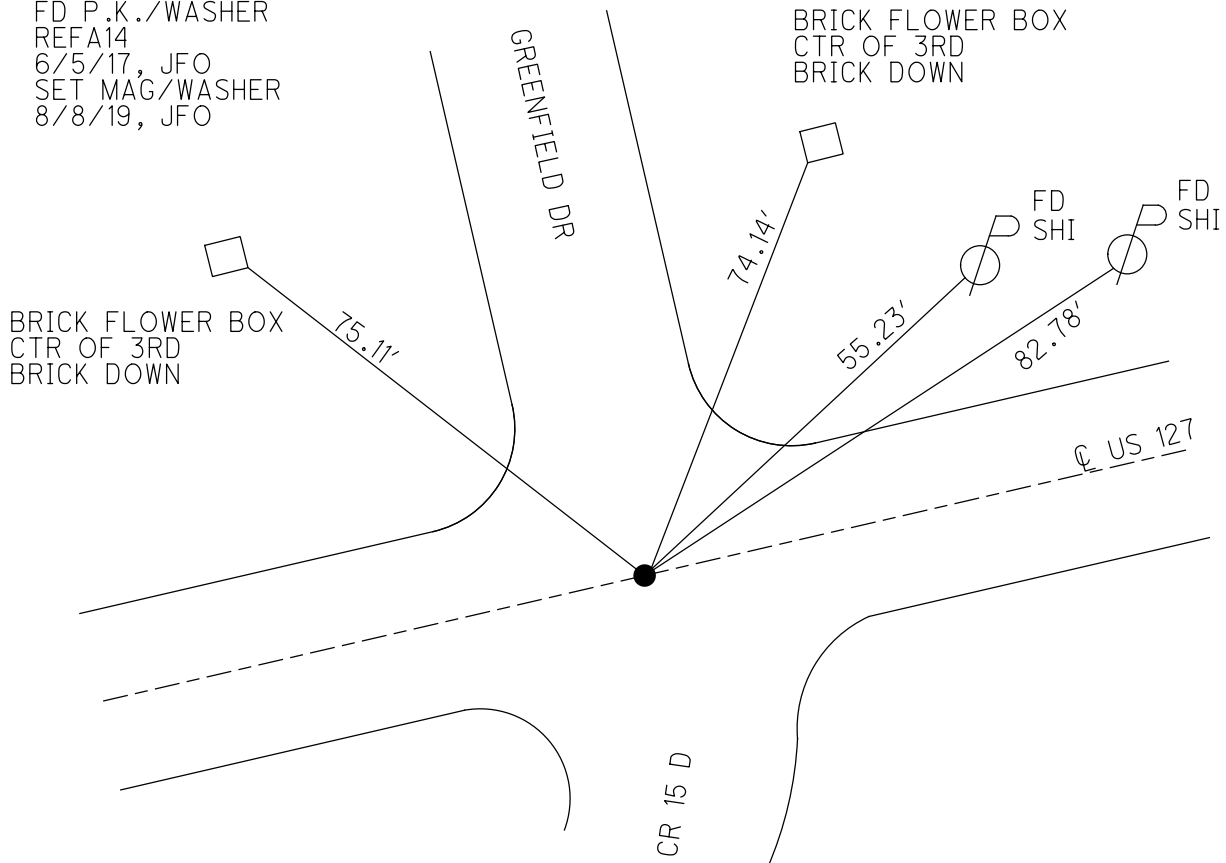 FD P.K./WASHER
REFA14
6/5/17, JFO
SET MAG/WASHER
8/8/19, JFO
BRICK FLOWER BOX
CTR OF 3RD
BRICK DOWN
GREENFIELD DR
FD
SHI
FD
SHI
74.14'
55.23'
82.78'
75.11'
BRICK FLOWER BOX
CTR OF 3RD
BRICK DOWN
℄ US 127
CR 15 D